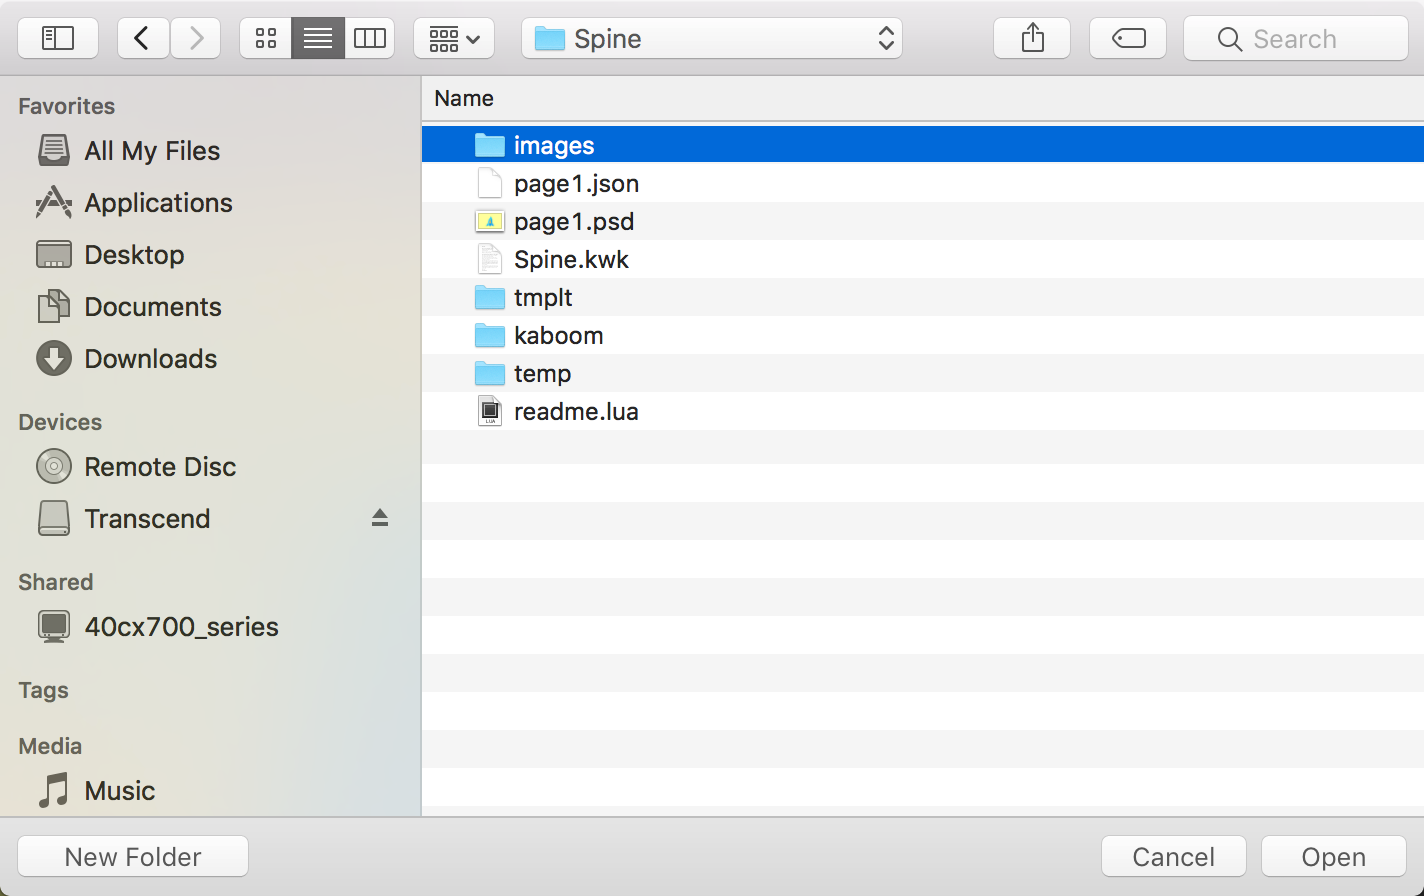 Spine
Search
Favorites
All My Files
Applications
Desktop
Documents
Downloads
Devices
Remote Disc
Transcend
Shared
40cx700_series
Tags
Media
Music
Name
images
page1.json
page1.psd
Spine.kwk
tmplt
kaboom
temp
LUA
readme.lua
New Folder
Cancel
Open